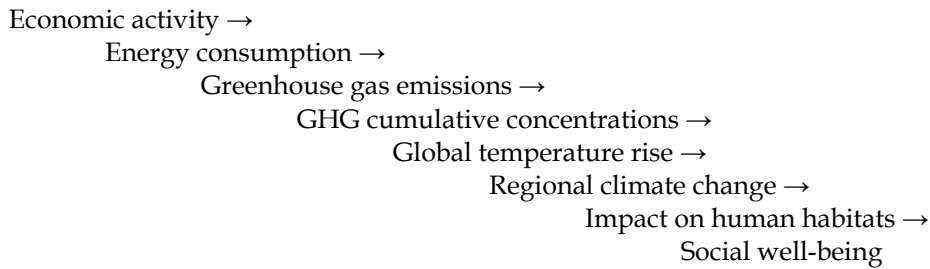 Economic activity →
Energy consumption →
Greenhouse gas emissions →
GHG cumulative concentrations →
Global temperature rise →
Regional climate change →
Impact on human habitats →
Social well-being